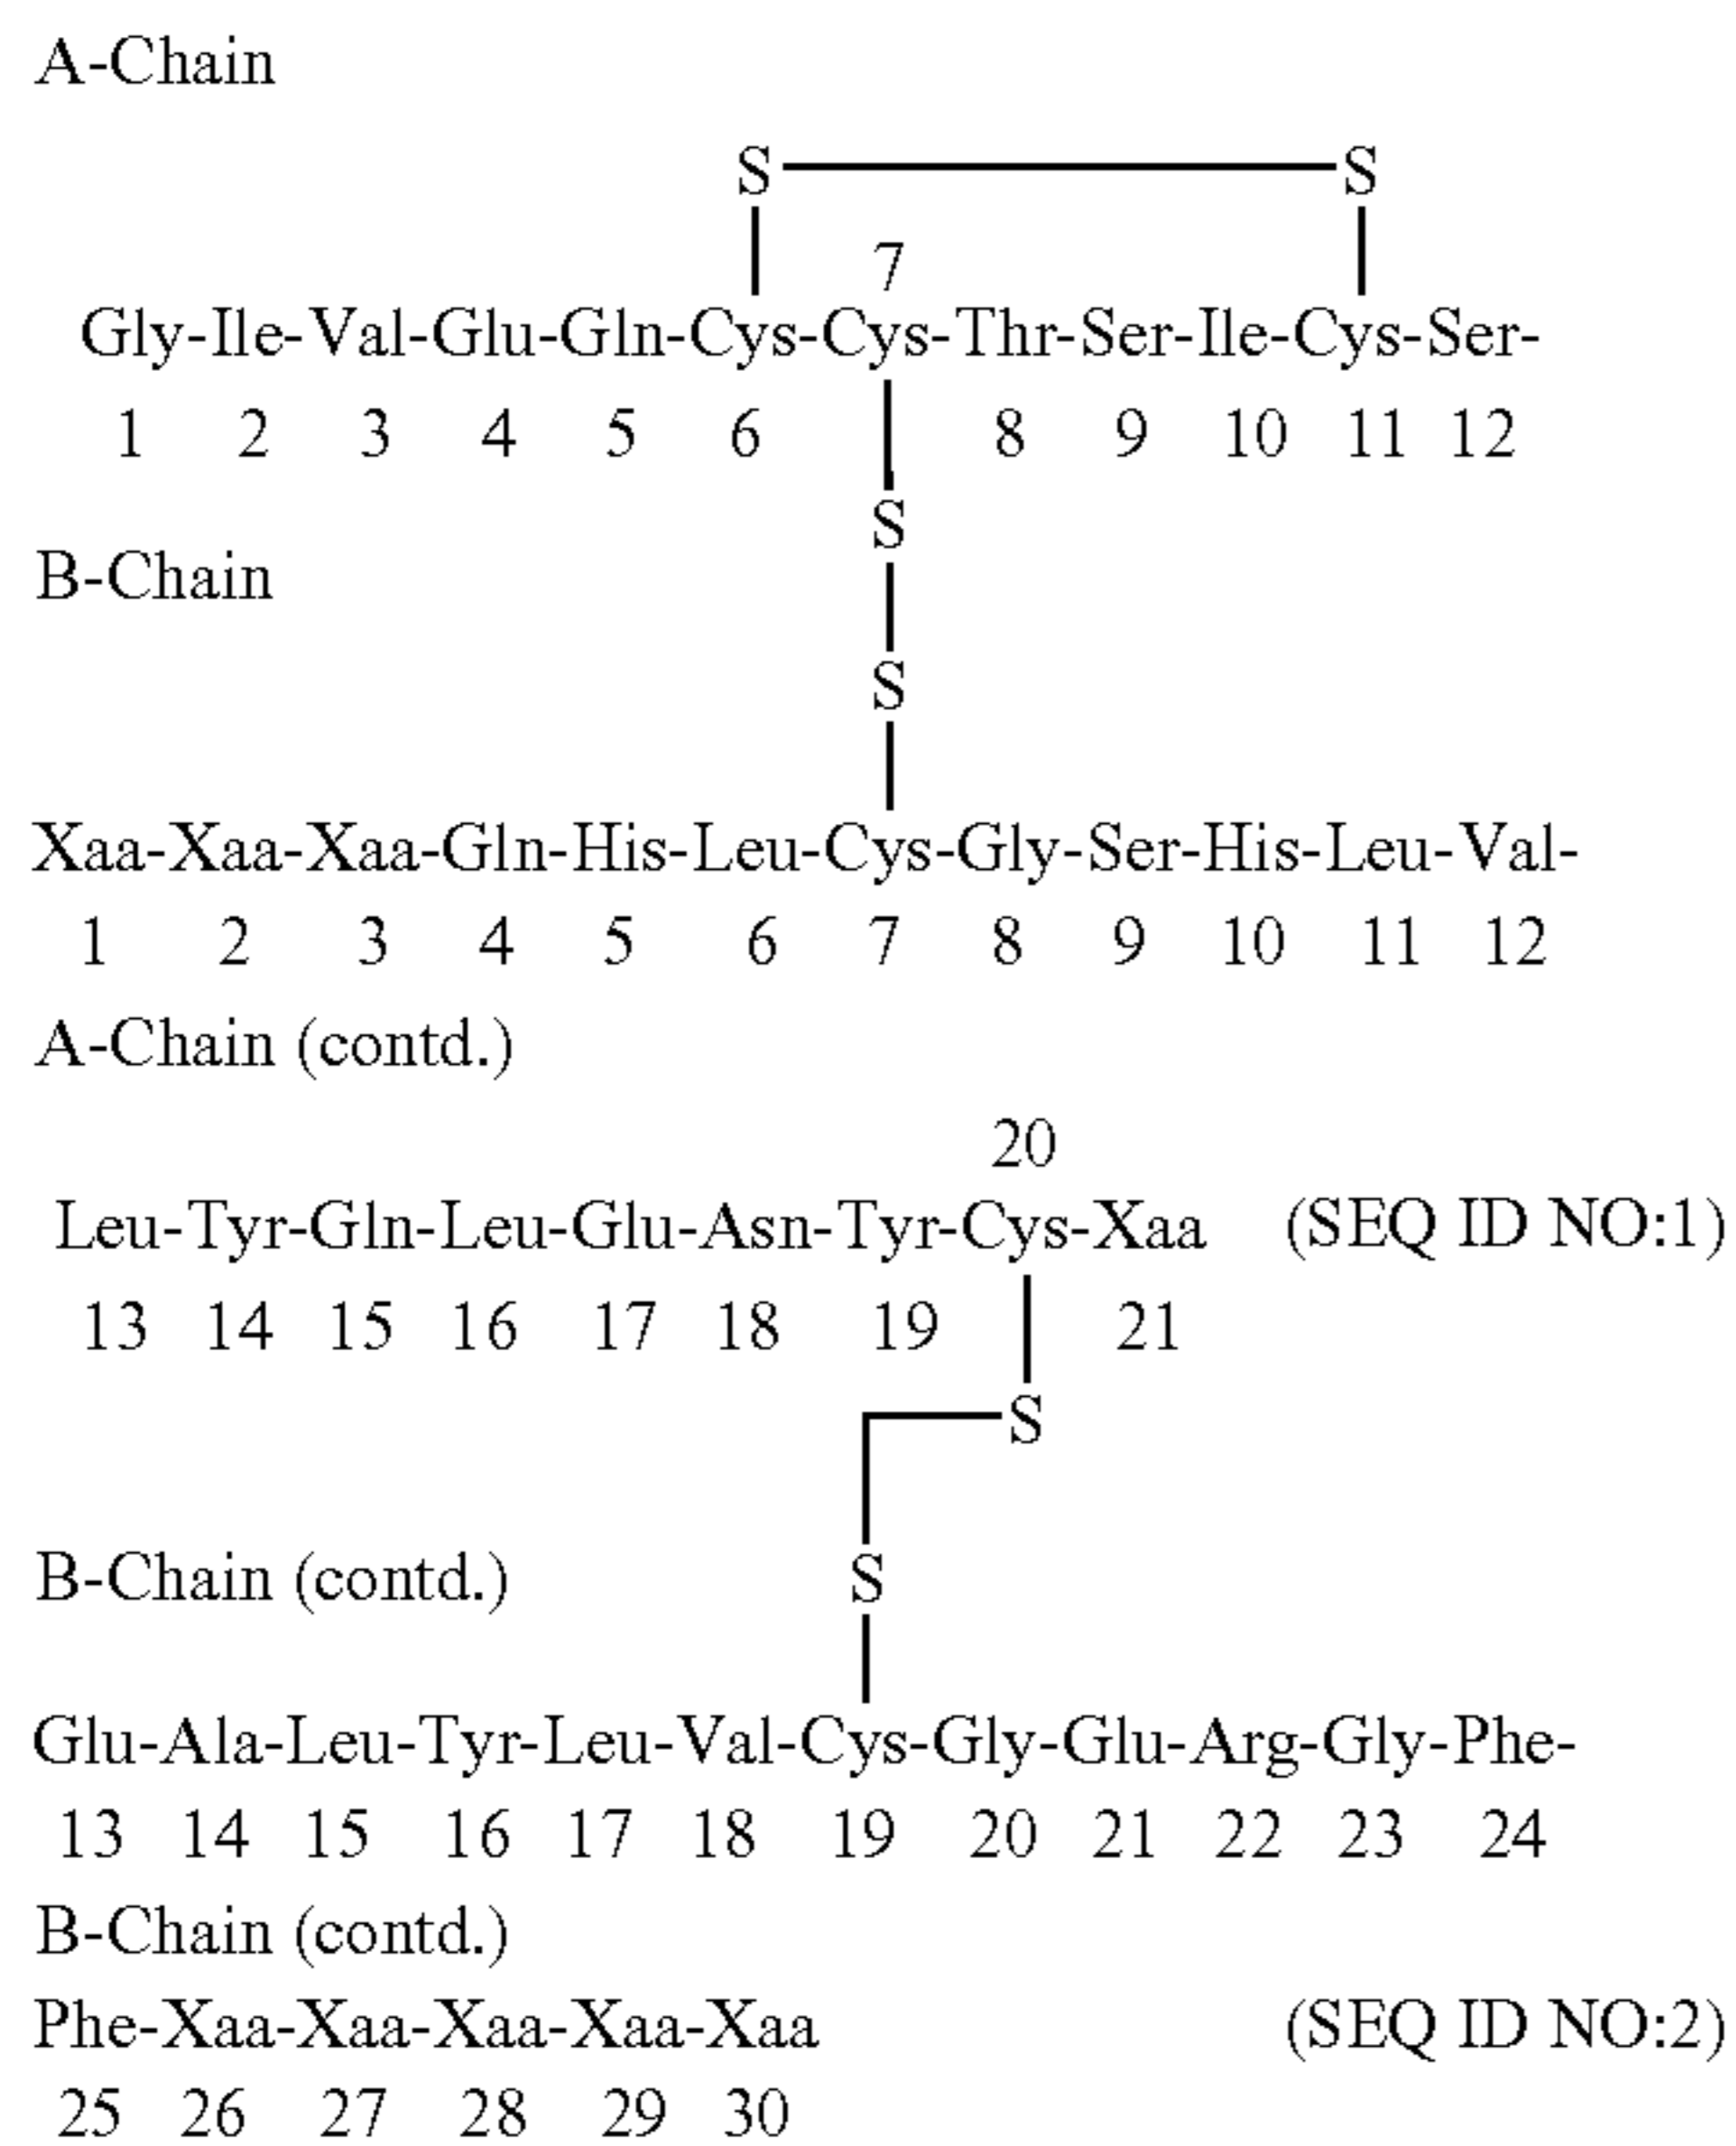 A-Chain
S S
7
Gly-Ile-Val-Glu-Gln-Cys-Cys-Thr-Ser-Ile-Cys-Ser-
1 2 3 4 5 6 8 9 10 11 12
S
B-Chain
S
Xaa-Xaa-Xaa-Gln-His-Leu-Cys-Gly-Ser-His-Leu-Val-
1 2 3 4 5 6 7 8 9 10 11 12
A-Chain (contd.)
20
Leu-Tyr-Gln-Leu-Glu-Asn-Tyr-Cys-Xaa (SEQ ID NO:1)
13 14 15 16 17 18 19 21
S
B-Chain (contd.) S
Glu-Ala-Leu-Tyr-Leu-Val-Cys-Gly-Glu-Arg-Gly-Phe-
13 14 15 16 17 18 19 20 21 22 23 24
B-Chain (contd.)
Phe-Xaa-Xaa-Xaa-Xaa-Xaa (SEQ ID NO:2)
25 26 27 28 29 30